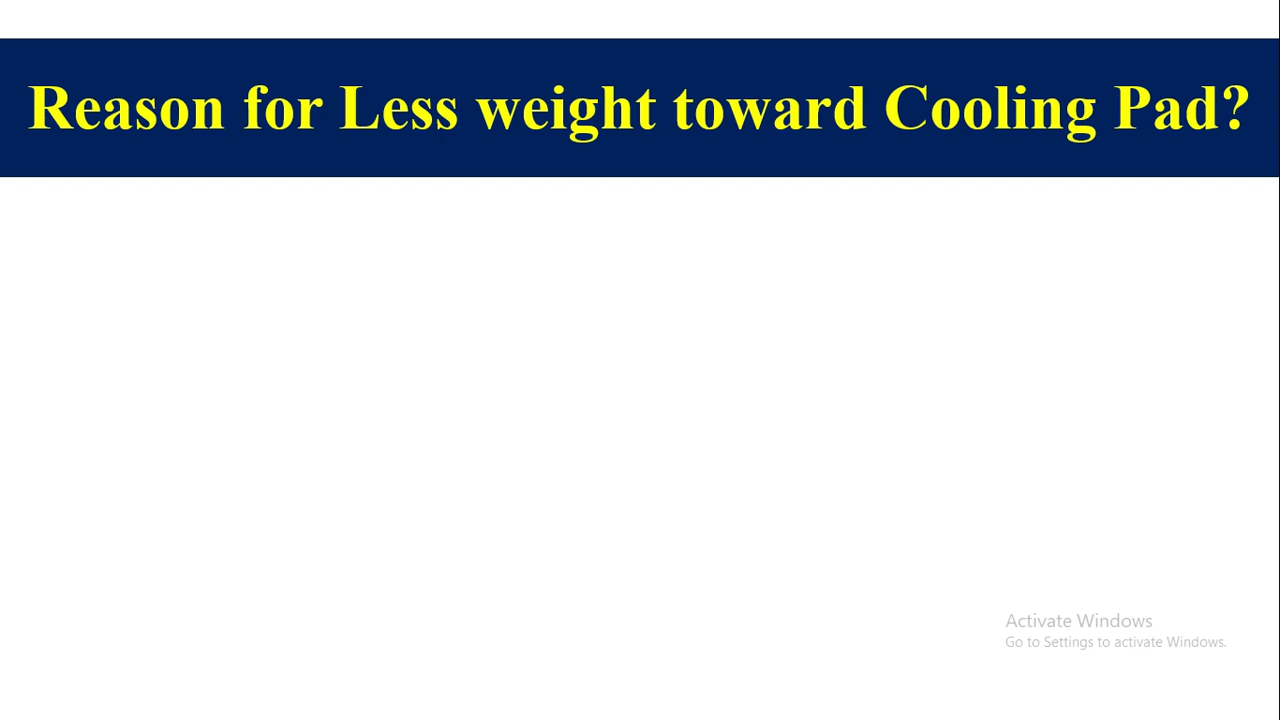 Reason for Less weight toward Cooling Pad?
Activate Windows
Go to Settings to activate Windows.